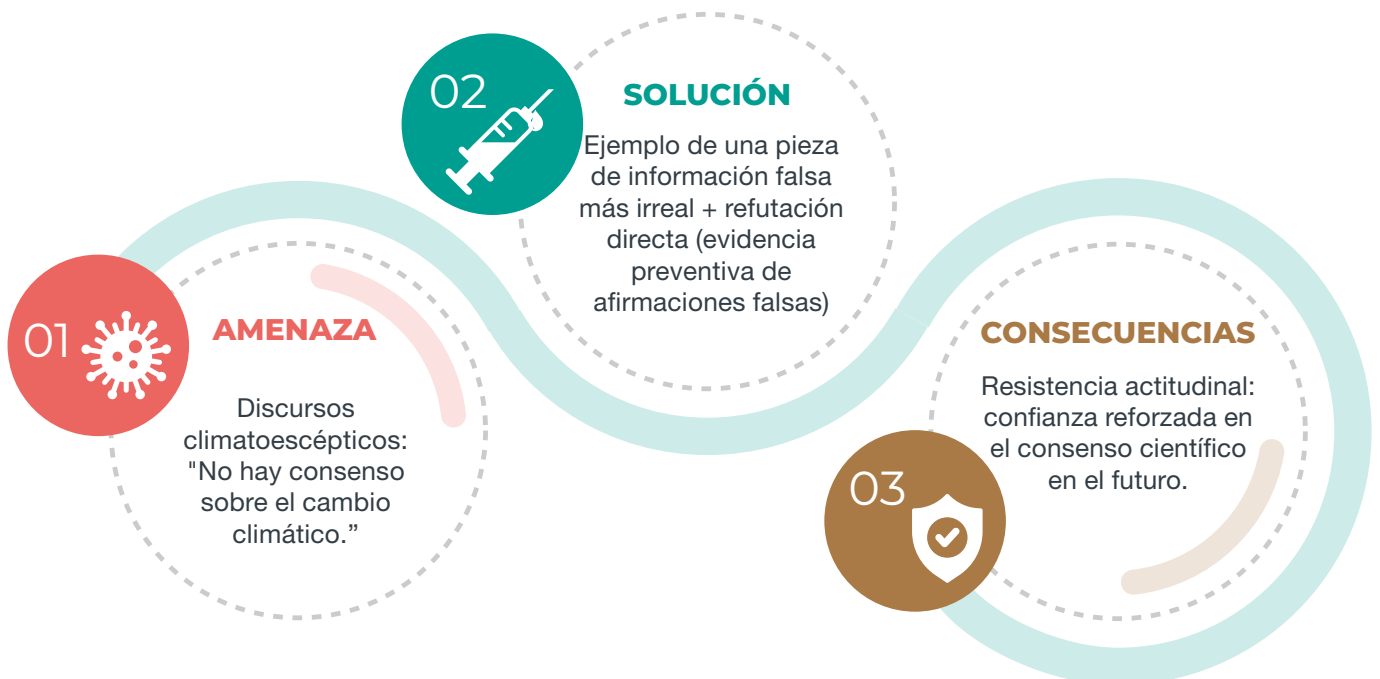 01
AMENAZA
Discursos
climatoescépticos:
"No hay consenso
sobre el cambio
climático.”
02
SOLUCIÓN
Ejemplo de una pieza
de información falsa
más irreal + refutación
directa (evidencia
preventiva de
afirmaciones falsas)
03
CONSECUENCIAS
Resistencia actitudinal:
confianza reforzada en
el consenso científico
en el futuro.